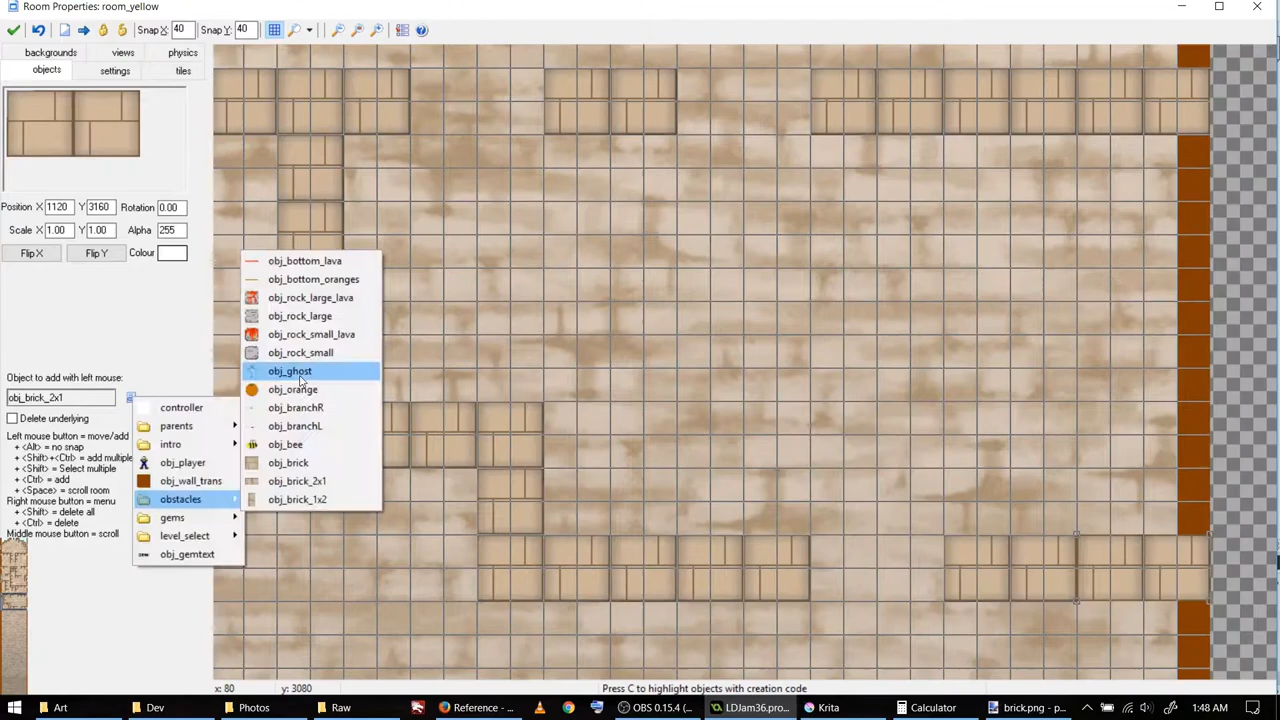 Room Properties: room_yellow
Snap X: 40 Snap Y: 40
backgrounds views physics
objects settings tiles
Position X 1120 Y 3160 Rotation 0.00
Scale X 1.00 Y 1.00 Alpha 255
Flip X Flip Y Colour
Object to add with left mouse:
obj_brick_2x1
Delete underlying
Left mouse button = move/add
+ <Alt> = no snap
+ <Shift>+<Ctrl> = add multiple
+ <Shift> = Select multiple
+ <Ctrl> = add
+ <Space> = scroll room
Right mouse button = menu
+ <Shift> = delete all
+ <Ctrl> = delete
Middle mouse button = scroll
controller
parents
intro
obj_player
obj_wall_trans
obstacles
gems
level_select
obj_gemtext
obj_bottom_lava
obj_bottom_oranges
obj_rock_large_lava
obj_rock_large
obj_rock_small_lava
obj_rock_small
obj_ghost
obj_orange
obj_branchR
obj_branchL
obj_bee
obj_brick
obj_brick_2x1
obj_brick_1x2
x: 80 y: 3080 Press C to highlight objects with creation code
Art Dev Photos Raw Reference - ... OBS 0.15.4 (... LDJam36.pro... Krita Calculator brick.png - p... 1:48 AM